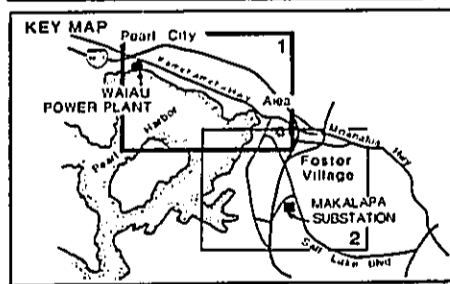 KEY MAP
Pearl City
1
Kamehameha Hwy
WAIAU
POWER PLANT
Aiea
Pearl Harbor
Moanalua Hwy
Foster
Village
MAKALAPA
SUBSTATION
2
Salt Lake Blvd